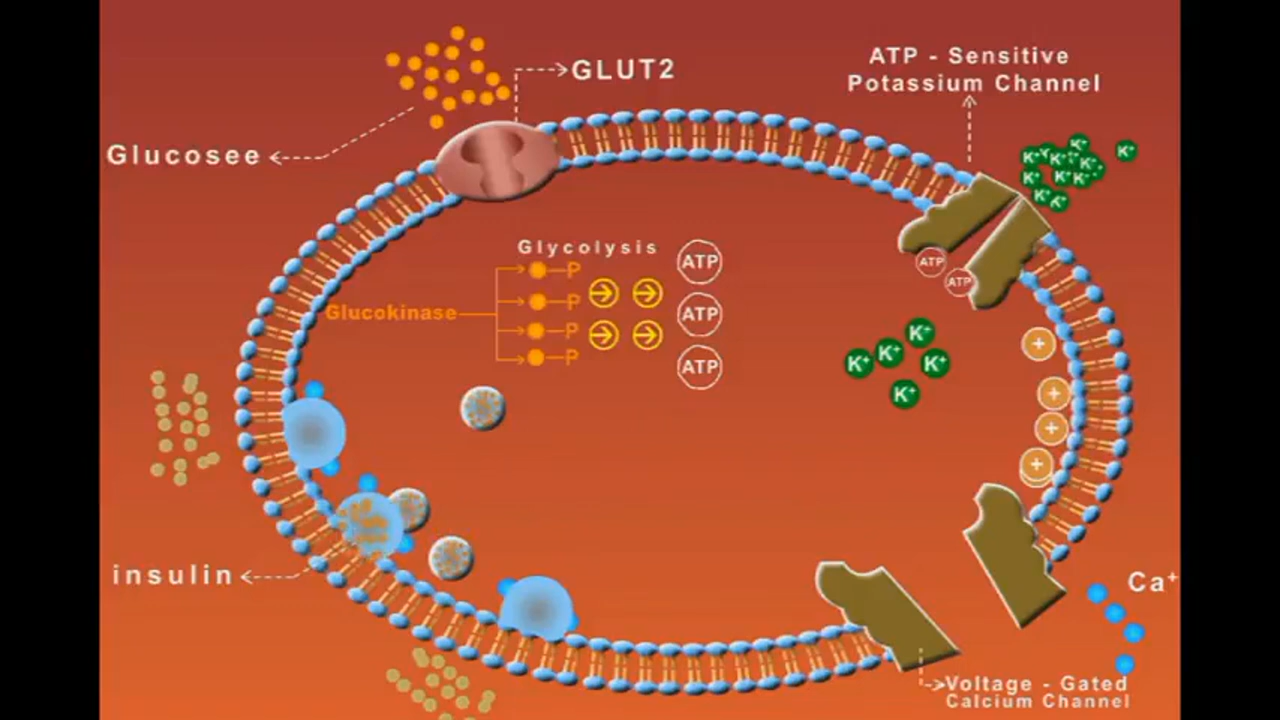 ATP - Sensitive
Potassium Channel
GLUT2
Glucosee
K⁺ K⁺ K⁺ K⁺ K⁺ K⁺ K⁺ K⁺ K⁺ K⁺
Glycolysis
ATP
ATP
ATP
P
P
Glucokinase
ATP
P
P
ATP
K⁺
K⁺ K⁺ K⁺
K⁺
+
+
+
+
insulin
Ca⁺
Voltage - Gated
Calcium Channel